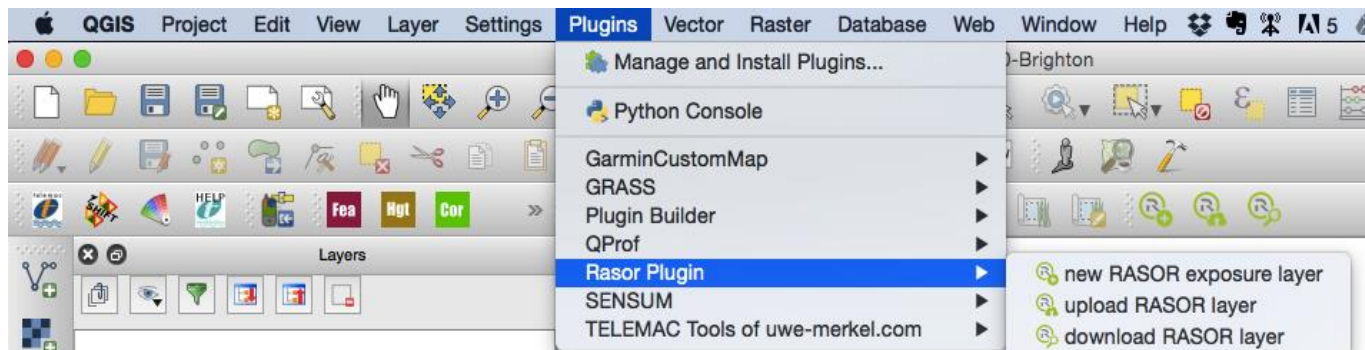 QGIS Project Edit View Layer Settings Plugins Vector Raster Database Web Window Help 5
Manage and Install Plugins...
-Brighton
Python Console
GarminCustomMap
GRASS
Plugin Builder
HELP
Fea Hgt Cor »
QProf
Layers
Rasor Plugin
new RASOR exposure layer
SENSUM
upload RASOR layer
TELEMAC Tools of uwe-merkel.com
download RASOR layer